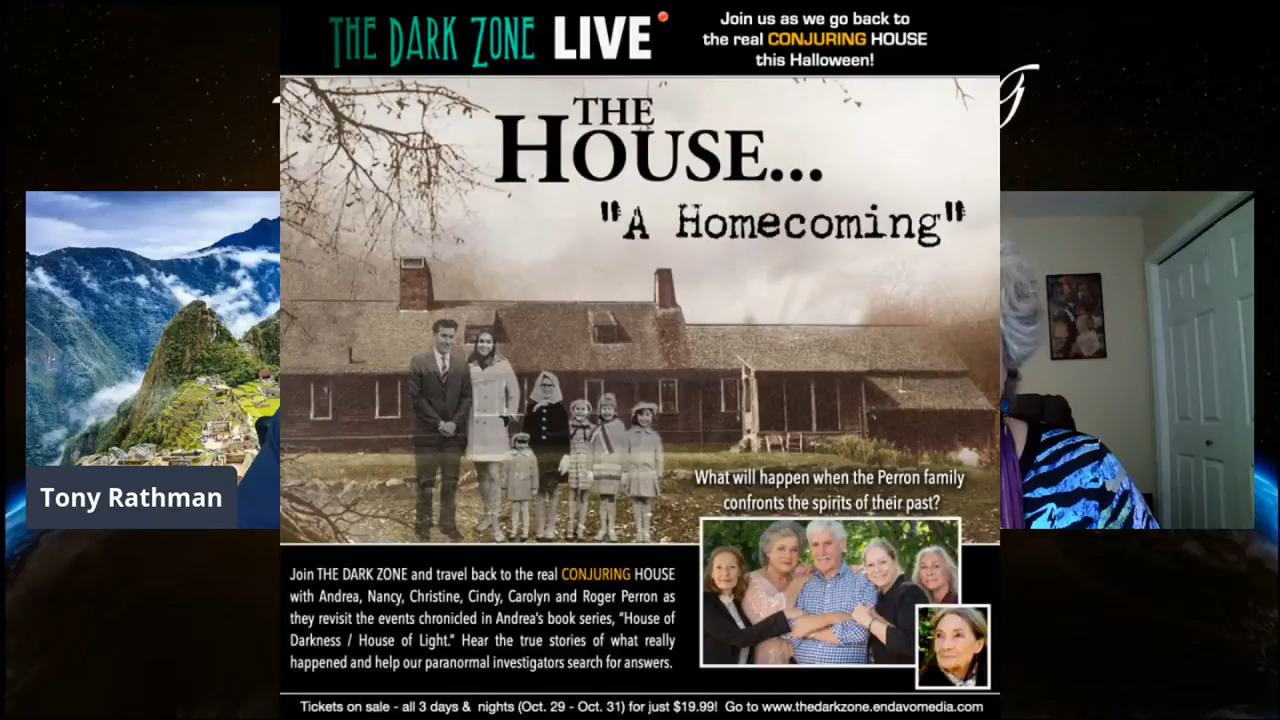 THE DARK ZONE LIVE
Join us as we go back to
the real CONJURING HOUSE
this Halloween!
THE
HOUSE...
"A Homecoming"
Tony Rathman
What will happen when the Perron family
confronts the spirits of their past?
Join THE DARK ZONE and travel back to the real CONJURING HOUSE
with Andrea, Nancy, Christine, Cindy, Carolyn and Roger Perron as
they revisit the events chronicled in Andrea's book series, "House of
Darkness / House of Light." Hear the true stories of what really
happened and help our paranormal investigators search for answers.
Tickets on sale - all 3 days & nights (Oct. 29 - Oct. 31) for just $19.99! Go to www.thedarkzone.endavomedia.com